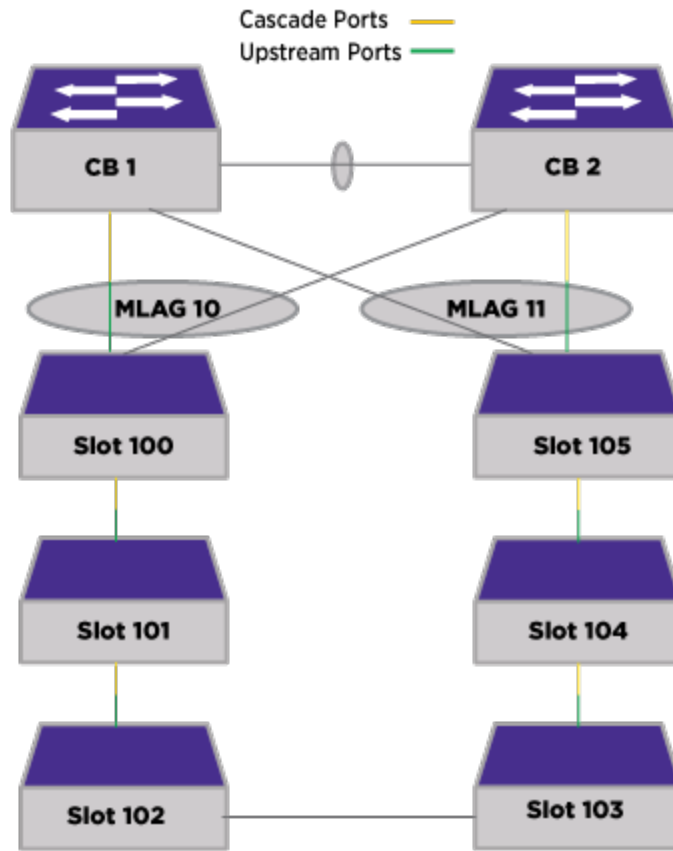 Cascade Ports
Upstream Ports
CB 1
CB 2
MLAG 10
MLAG 11
Slot 100
Slot 105
Slot 101
Slot 104
Slot 102
Slot 103